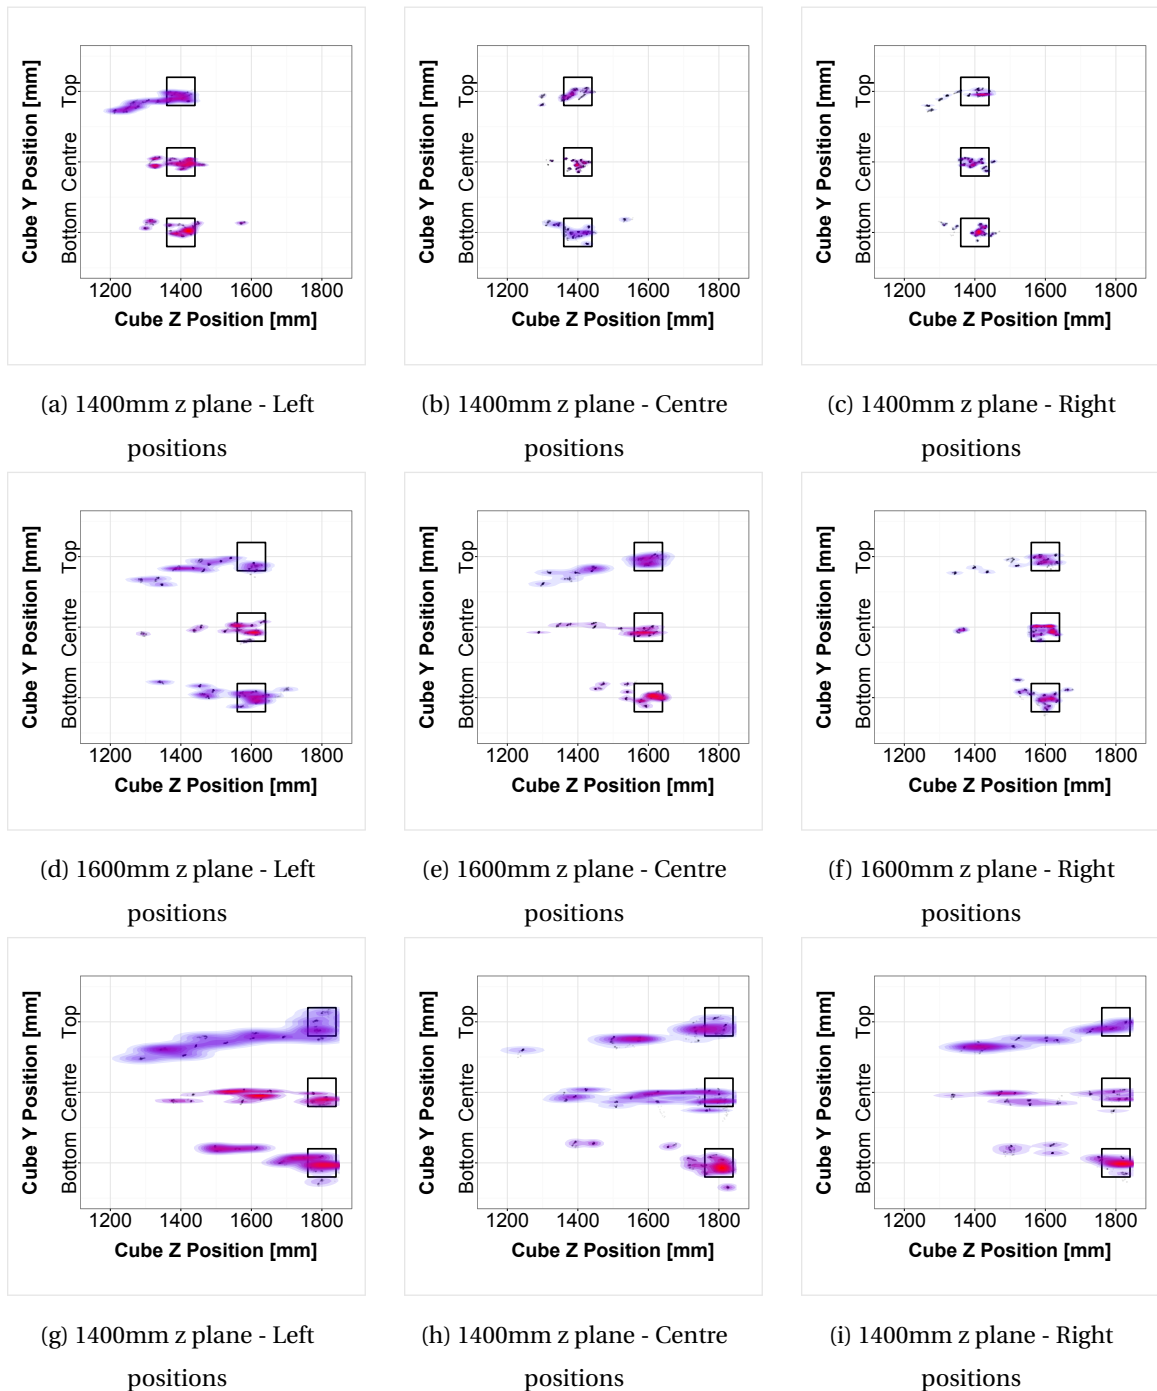 Cube Y Position [mm]
Bottom Centre Top
1200 1400 1600 1800
Cube Z Position [mm]
(a) 1400mm z plane - Left
positions
Cube Y Position [mm]
Bottom Centre Top
1200 1400 1600 1800
Cube Z Position [mm]
(b) 1400mm z plane - Centre
positions
Cube Y Position [mm]
Bottom Centre Top
1200 1400 1600 1800
Cube Z Position [mm]
(c) 1400mm z plane - Right
positions
Cube Y Position [mm]
Bottom Centre Top
1200 1400 1600 1800
Cube Z Position [mm]
(d) 1600mm z plane - Left
positions
Cube Y Position [mm]
Bottom Centre Top
1200 1400 1600 1800
Cube Z Position [mm]
(e) 1600mm z plane - Centre
positions
Cube Y Position [mm]
Bottom Centre Top
1200 1400 1600 1800
Cube Z Position [mm]
(f) 1600mm z plane - Right
positions
Cube Y Position [mm]
Bottom Centre Top
1200 1400 1600 1800
Cube Z Position [mm]
(g) 1400mm z plane - Left
positions
Cube Y Position [mm]
Bottom Centre Top
1200 1400 1600 1800
Cube Z Position [mm]
(h) 1400mm z plane - Centre
positions
Cube Y Position [mm]
Bottom Centre Top
1200 1400 1600 1800
Cube Z Position [mm]
(i) 1400mm z plane - Right
positions